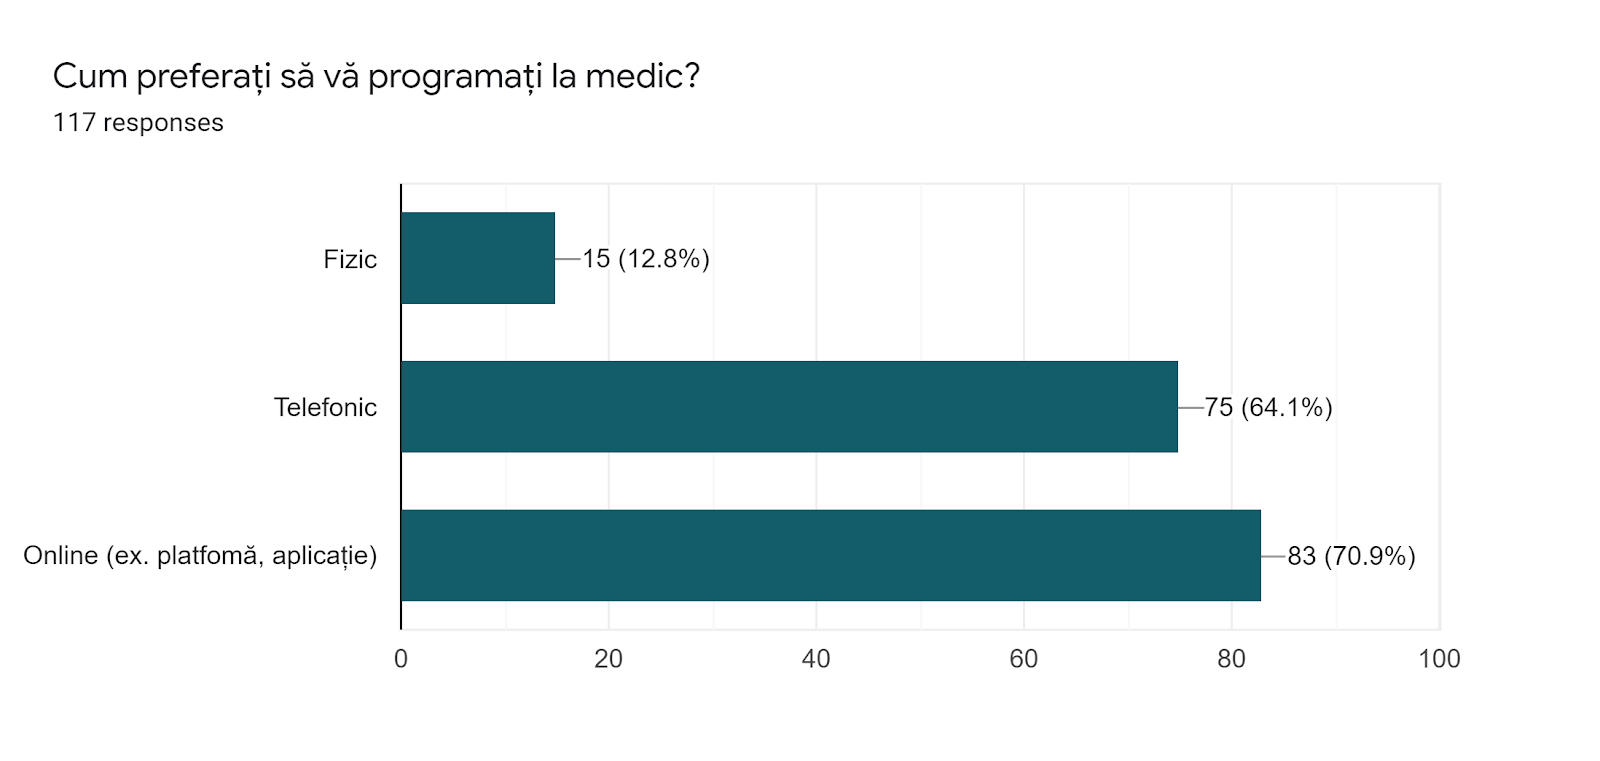 Cum preferați să vă programați la medic?
117 responses
Fizic
15 (12.8%)
Telefonic
75 (64.1%)
Online (ex. platfomă, aplicație)
83 (70.9%)
0 20 40 60 80 100